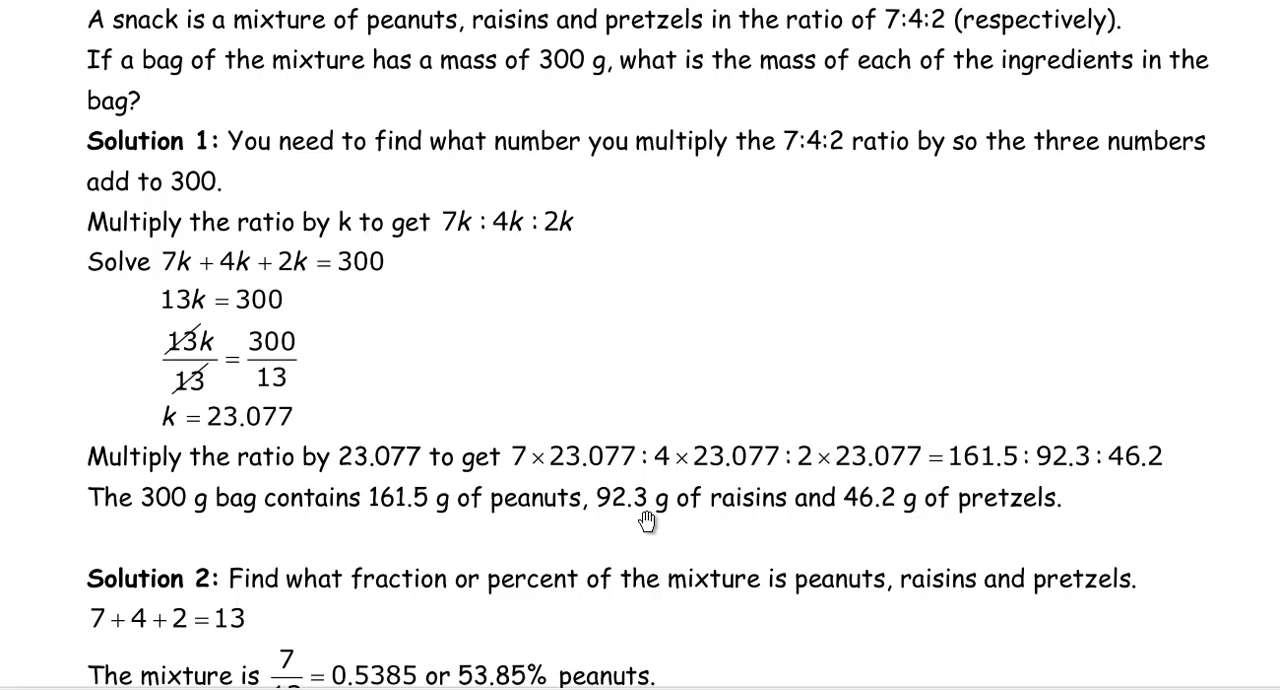 A snack is a mixture of peanuts, raisins and pretzels in the ratio of 7:4:2 (respectively).
If a bag of the mixture has a mass of 300 g, what is the mass of each of the ingredients in the
bag?
Solution 1: You need to find what number you multiply the 7:4:2 ratio by so the three numbers
add to 300.
Multiply the ratio by k to get 7k : 4k : 2k
Solve 7k + 4k + 2k = 300
13k = 300
13k/13 = 300/13
k = 23.077
Multiply the ratio by 23.077 to get 7 × 23.077 : 4 × 23.077 : 2 × 23.077 = 161.5 : 92.3 : 46.2
The 300 g bag contains 161.5 g of peanuts, 92.3 g of raisins and 46.2 g of pretzels.
Solution 2: Find what fraction or percent of the mixture is peanuts, raisins and pretzels.
7 + 4 + 2 = 13
The mixture is 7/ = 0.5385 or 53.85% peanuts.